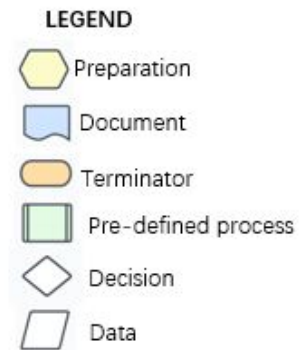 LEGEND
Preparation
Document
Terminator
Pre-defined process
Decision
Data